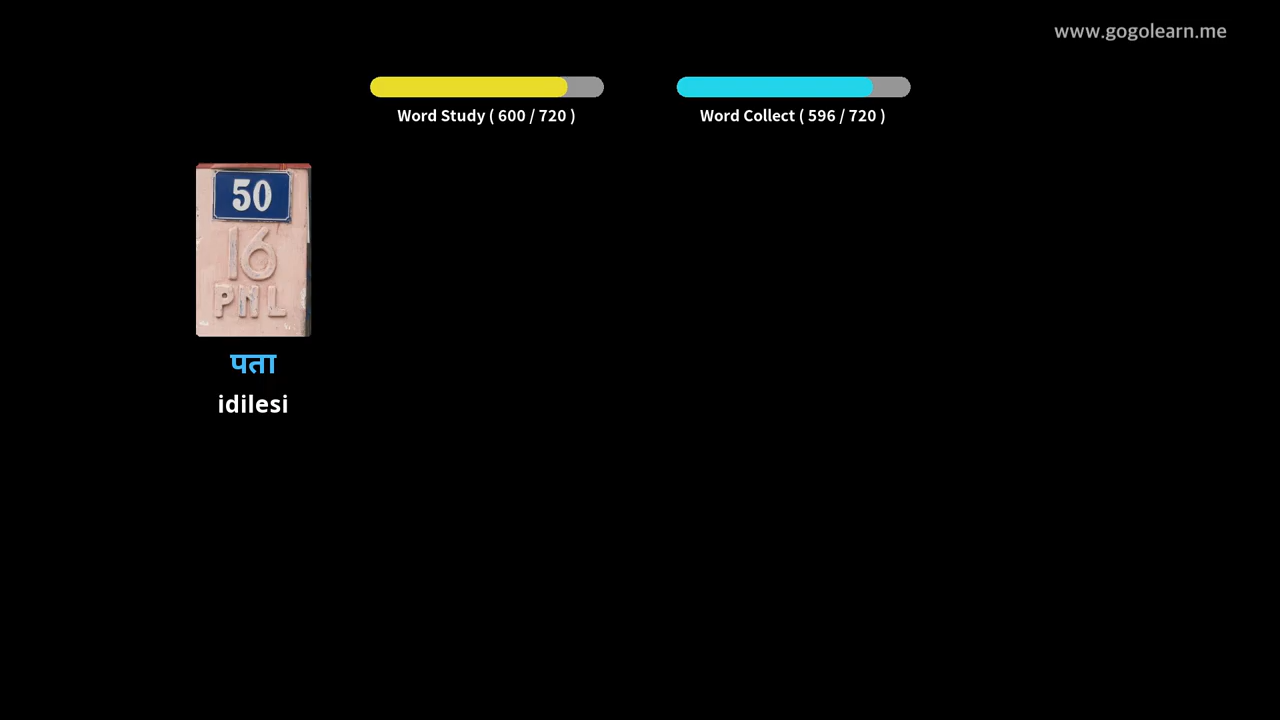 www.gogolearn.me
Word Study ( 600 / 720 )
Word Collect ( 596 / 720 )
50
16
PNL
पता
idilesi